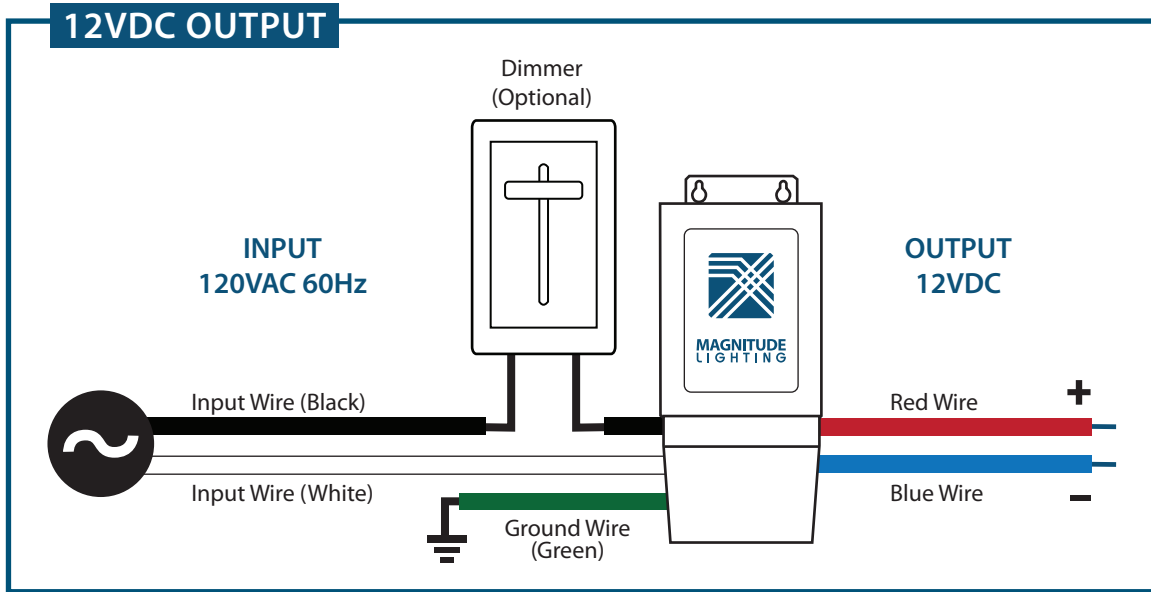 12VDC OUTPUT
Dimmer
(Optional)
INPUT
120VAC 60Hz
OUTPUT
12VDC
MAGNITUDE
LIGHTING
Input Wire (Black)
Red Wire
+
Input Wire (White)
Blue Wire
–
Ground Wire
(Green)